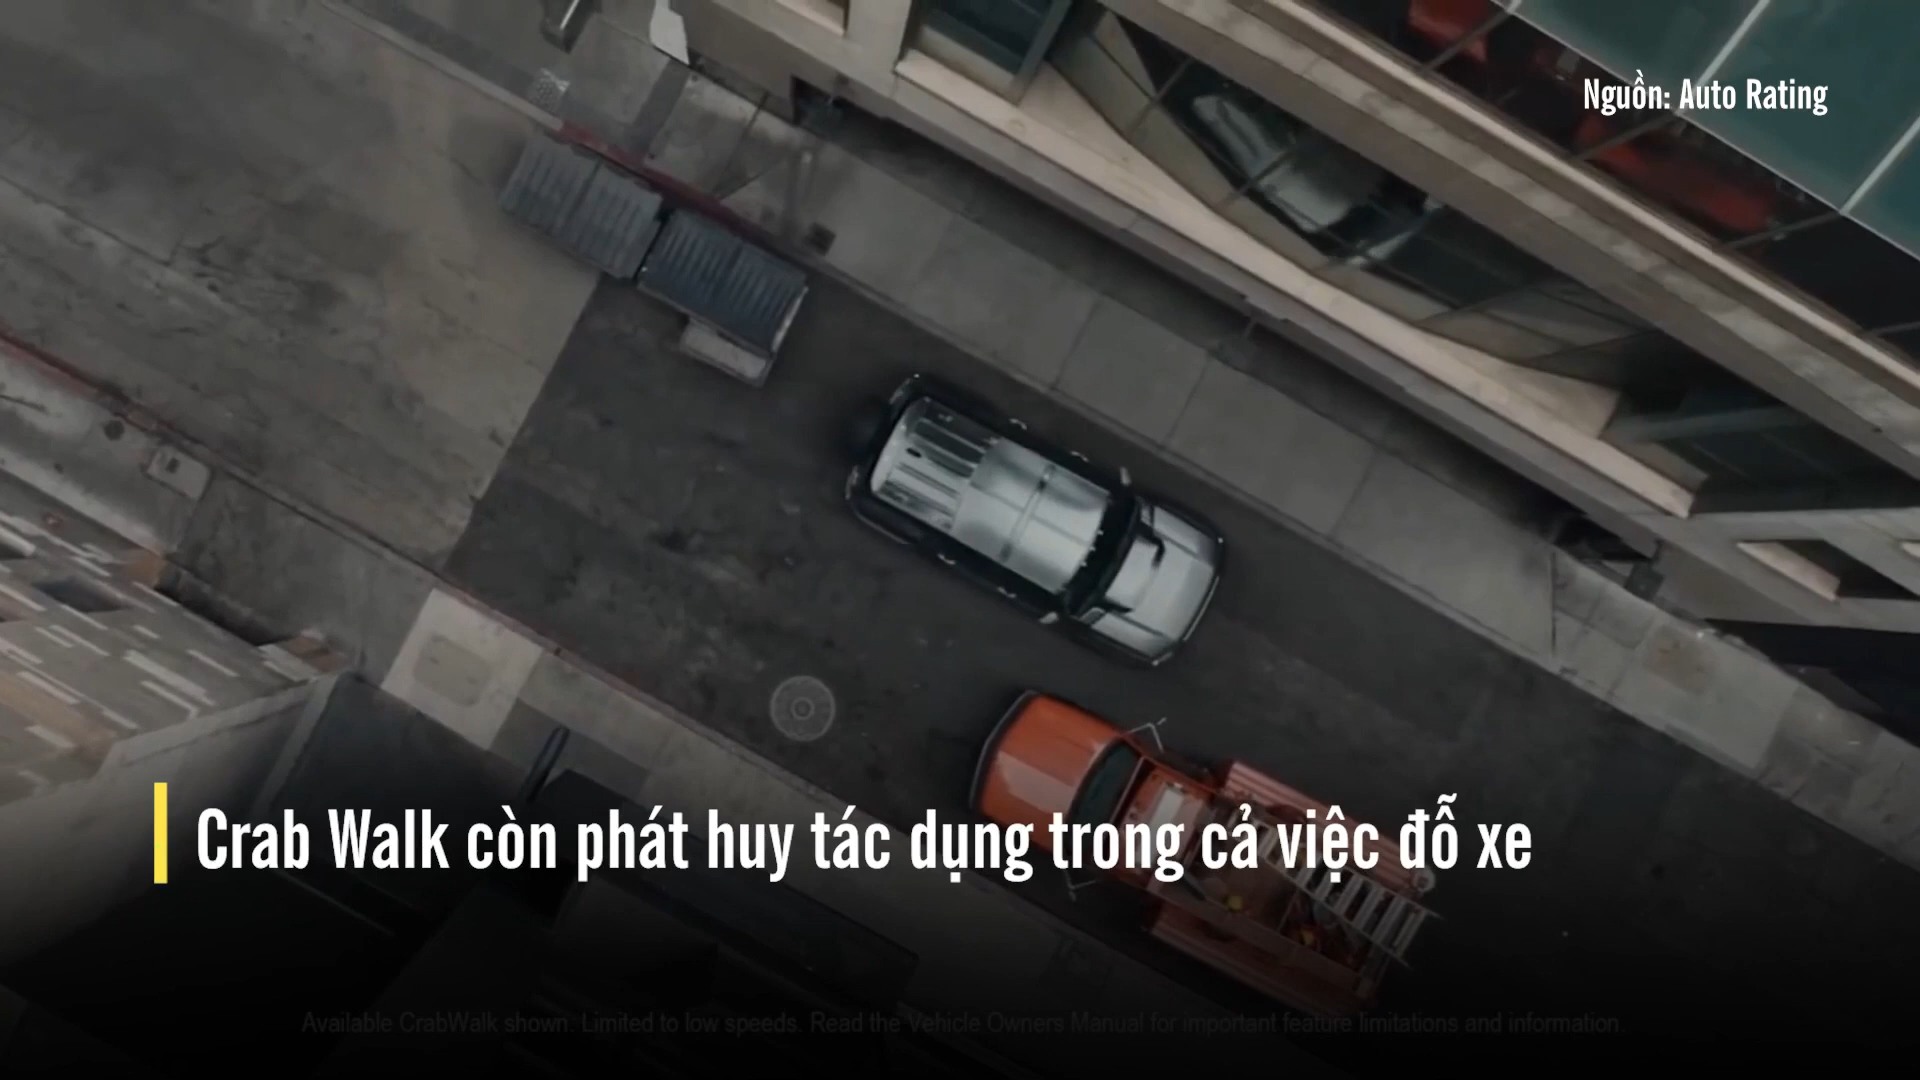 Nguồn: Auto Rating
Crab Walk còn phát huy tác dụng trong cả việc đỗ xe
Available CrabWalk shown. Limited to low speeds. Read the Vehicle Owners Manual for important feature limitations and information.